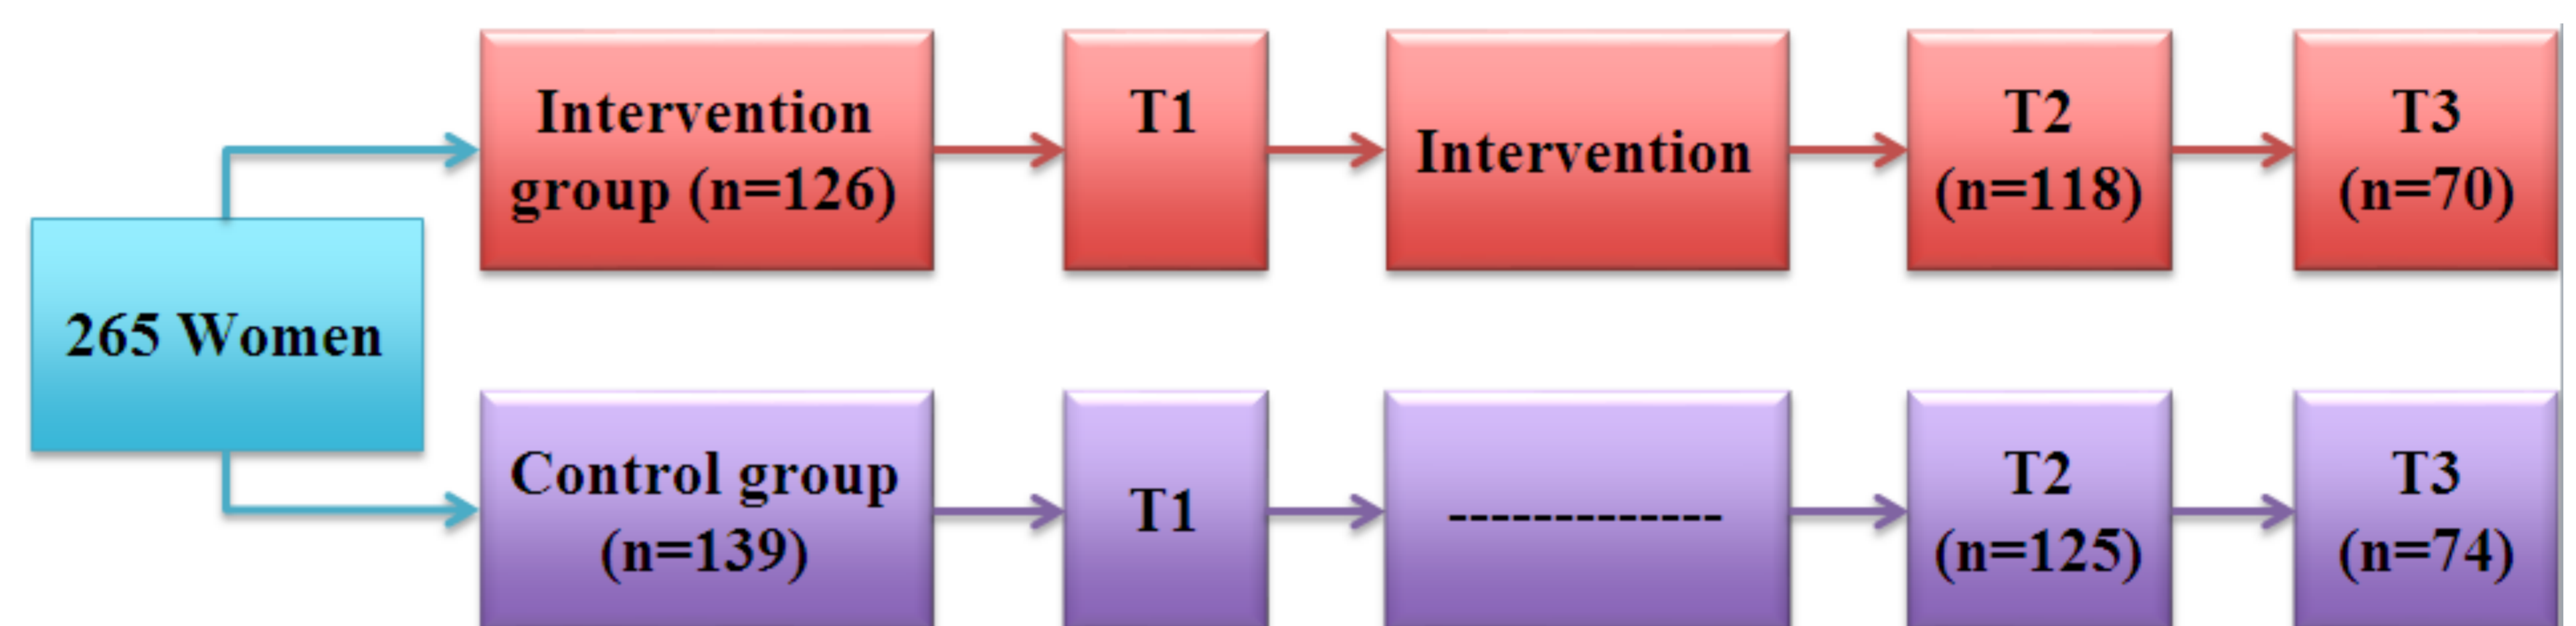 265 Women
Intervention
group (n=126)
T1
Intervention
T2
(n=118)
T3
(n=70)
Control group
(n=139)
T1
-------------
T2
(n=125)
T3
(n=74)